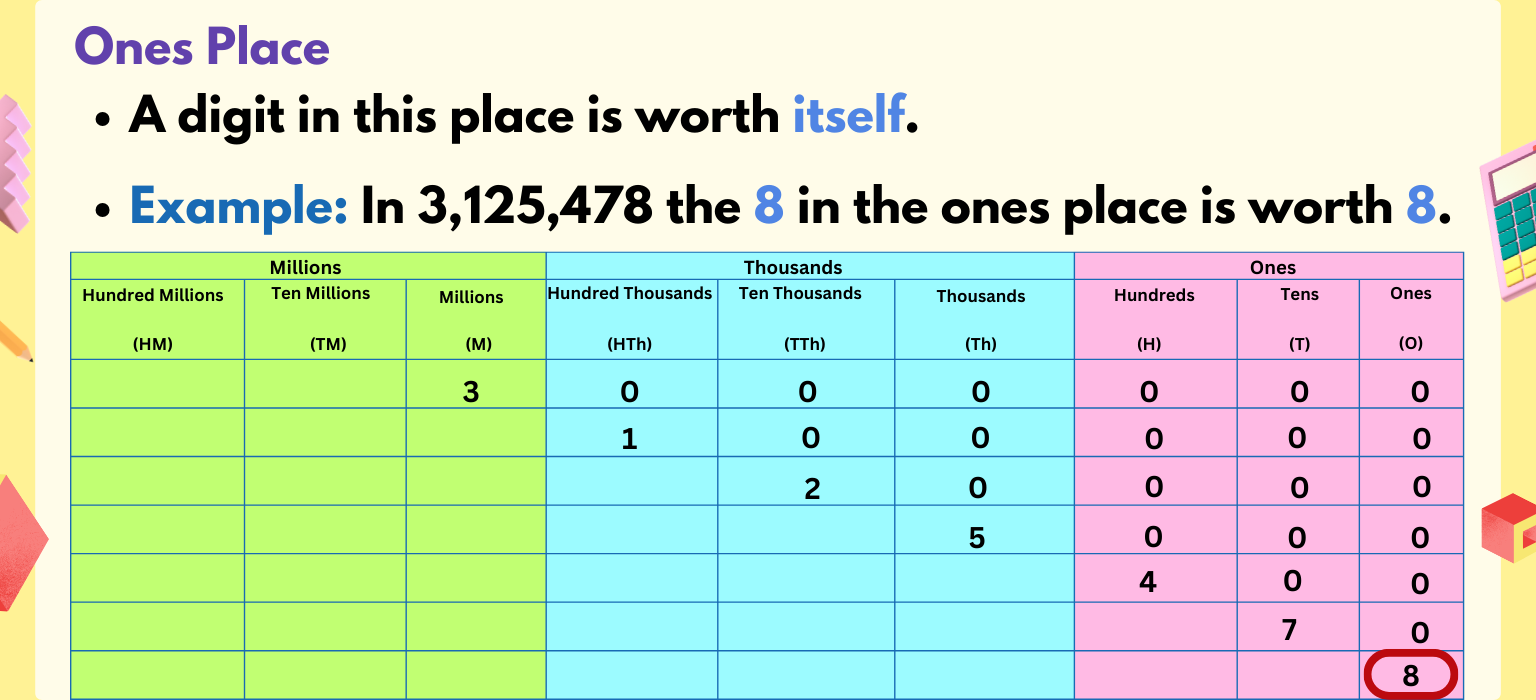 Ones Place
• A digit in this place is worth itself.
• Example: In 3,125,478 the 8 in the ones place is worth 8.
Millions Thousands Ones
Hundred Millions Ten Millions Millions Hundred Thousands Ten Thousands Thousands Hundreds Tens Ones
(HM) (TM) (M) (HTh) (TTh) (Th) (H) (T) (O)
3 0 0 0 0 0 0
1 0 0 0 0 0
2 0 0 0 0
5 0 0 0
4 0 0
7 0
8